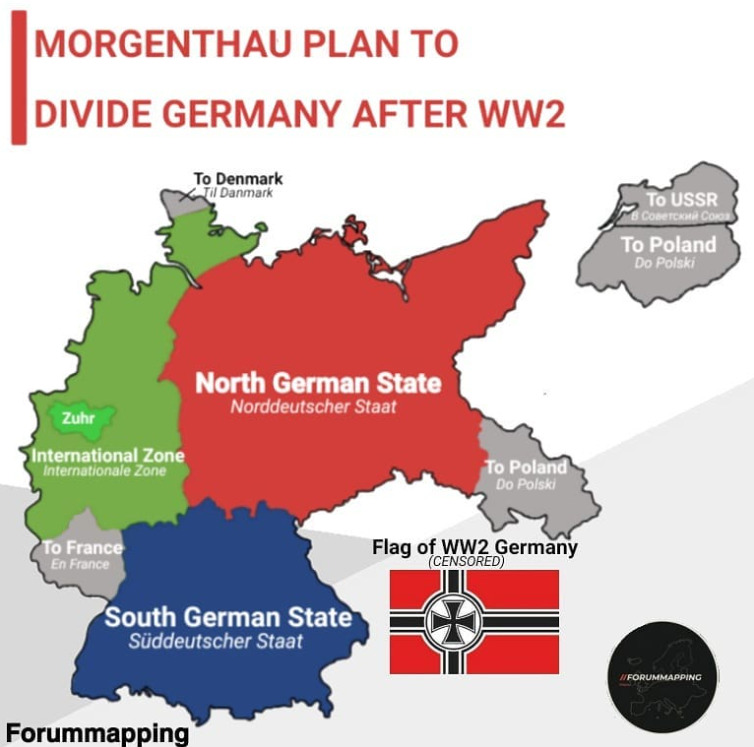 MORGENTHAU PLAN TO
DIVIDE GERMANY AFTER WW2
To Denmark
Til Danmark
To USSR
В Советский Союз
To Poland
Do Polski
North German State
Norddeutscher Staat
Zuhr
International Zone
Internationale Zone
To Poland
Do Polski
To France
En France
Flag of WW2 Germany
(CENSORED)
South German State
Süddeutscher Staat
//FORUMMAPPING
Forummapping